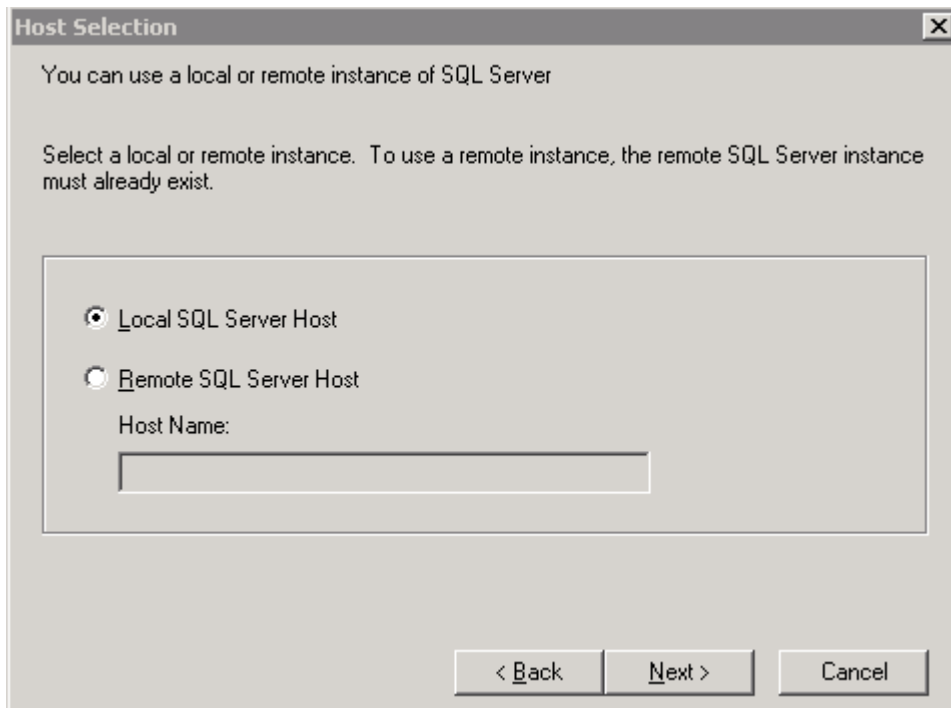 Host Selection
You can use a local or remote instance of SQL Server
Select a local or remote instance.  To use a remote instance, the remote SQL Server instance
must already exist.
Local SQL Server Host
Remote SQL Server Host
Host Name:
< Back
Next >
Cancel